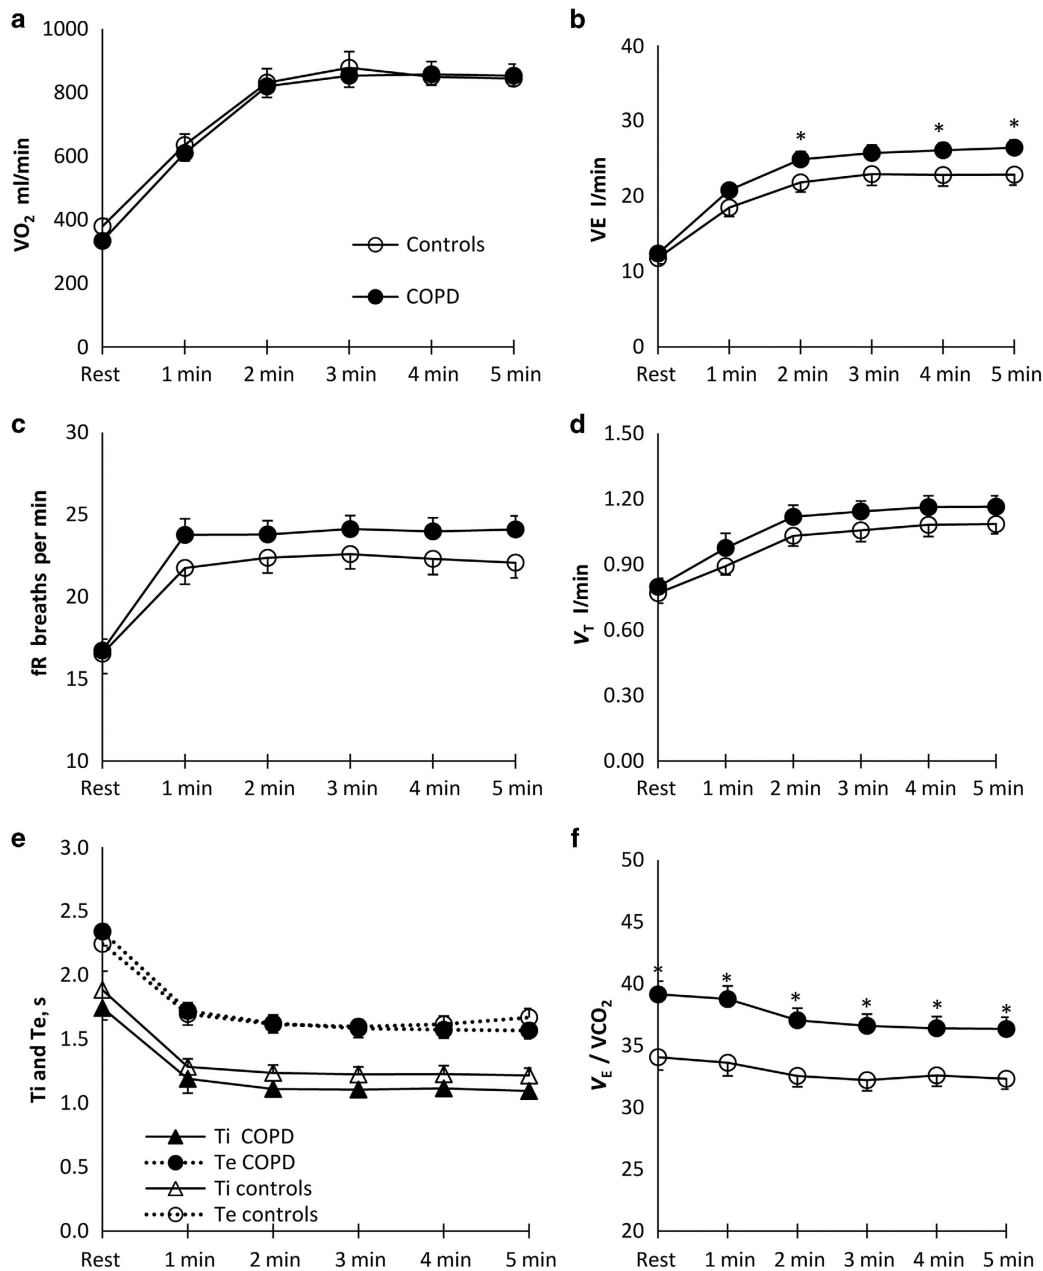 a
1000
800
600
400
200
0
VO2 ml/min
Controls
COPD
Rest 1 min 2 min 3 min 4 min 5 min
b
40
30
20
10
0
VE l/min
* * *
Rest 1 min 2 min 3 min 4 min 5 min
c
30
25
20
15
10
fR breaths per min
Rest 1 min 2 min 3 min 4 min 5 min
d
1.50
1.20
0.90
0.60
0.30
0.00
VT l/min
Rest 1 min 2 min 3 min 4 min 5 min
e
3.0
2.5
2.0
1.5
1.0
0.5
0.0
Ti and Te, s
Ti COPD
Te COPD
Ti controls
Te controls
Rest 1 min 2 min 3 min 4 min 5 min
f
50
45
40
35
30
25
20
VE / VCO2
* * * * * *
Rest 1 min 2 min 3 min 4 min 5 min